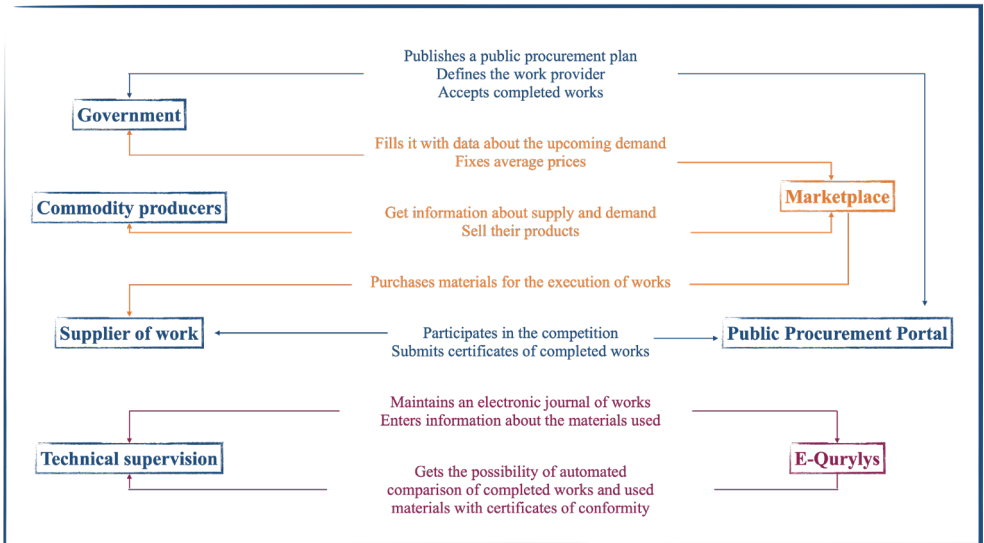 Publishes a public procurement plan
Defines the work provider
Accepts completed works
Government
Fills it with data about the upcoming demand
Fixes average prices
Marketplace
Commodity producers
Get information about supply and demand
Sell their products
Purchases materials for the execution of works
Supplier of work
Participates in the competition
Submits certificates of completed works
Public Procurement Portal
Maintains an electronic journal of works
Enters information about the materials used
Technical supervision
E-Qurylys
Gets the possibility of automated
comparison of completed works and used
materials with certificates of conformity